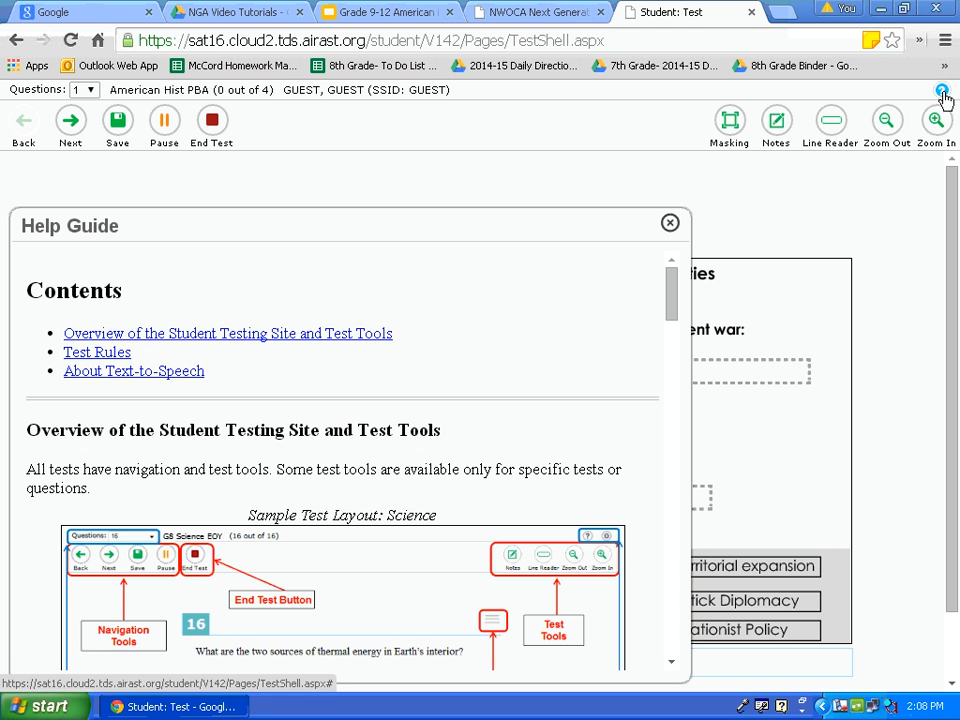 Google
NGA Video Tutorials -
Grade 9-12 American
NWOCA Next Generat
Student: Test
You
https://sat16.cloud2.tds.airast.org/student/V142/Pages/TestShell.aspx
Apps
Outlook Web App
McCord Homework Ma...
8th Grade- To Do List ...
2014-15 Daily Directio...
7th Grade- 2014-15 D...
8th Grade Binder - Go...
»
Questions: 1 American Hist PBA (0 out of 4) GUEST, GUEST (SSID: GUEST)
Back Next Save Pause End Test Masking Notes Line Reader Zoom Out Zoom In
Help Guide
ties
Contents
ent war:
• Overview of the Student Testing Site and Test Tools
• Test Rules
• About Text-to-Speech
Overview of the Student Testing Site and Test Tools
All tests have navigation and test tools. Some test tools are available only for specific tests or
questions.
Sample Test Layout: Science
Questions: 16 G8 Science EOY (16 out of 16)
Back Next Save Pause End Test Notes Line Reader Zoom Out Zoom In
rritorial expansion
End Test Button
tick Diplomacy
16
Navigation
Tools
Test
Tools
ationist Policy
What are the two sources of thermal energy in Earth's interior?
https://sat16.cloud2.tds.airast.org/student/V142/Pages/TestShell.aspx#
start
Student: Test - Googl...
2:08 PM